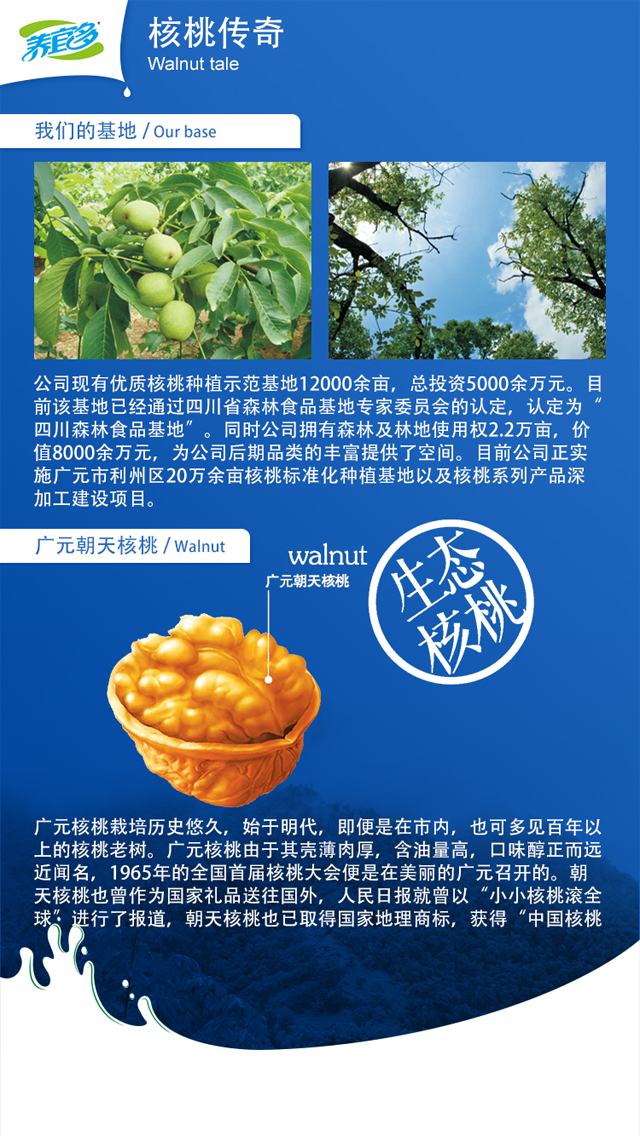 养宜多
核桃传奇
Walnut tale
我们的基地 / Our base
公司现有优质核桃种植示范基地12000余亩，总投资5000余万元。目
前该基地已经通过四川省森林食品基地专家委员会的认定，认定为“
四川森林食品基地”。同时公司拥有森林及林地使用权2.2万亩，价
值8000余万元，为公司后期品类的丰富提供了空间。目前公司正实
施广元市利州区20万余亩核桃标准化种植基地以及核桃系列产品深
加工建设项目。
广元朝天核桃 / Walnut
walnut
广元朝天核桃
生态
核桃
广元核桃栽培历史悠久，始于明代，即便是在市内，也可多见百年以
上的核桃老树。广元核桃由于其壳薄肉厚，含油量高，口味醇正而远
近闻名，1965年的全国首届核桃大会便是在美丽的广元召开的。朝
天核桃也曾作为国家礼品送往国外，人民日报就曾以“小小核桃滚全
球”进行了报道，朝天核桃也已取得国家地理商标，获得“中国核桃